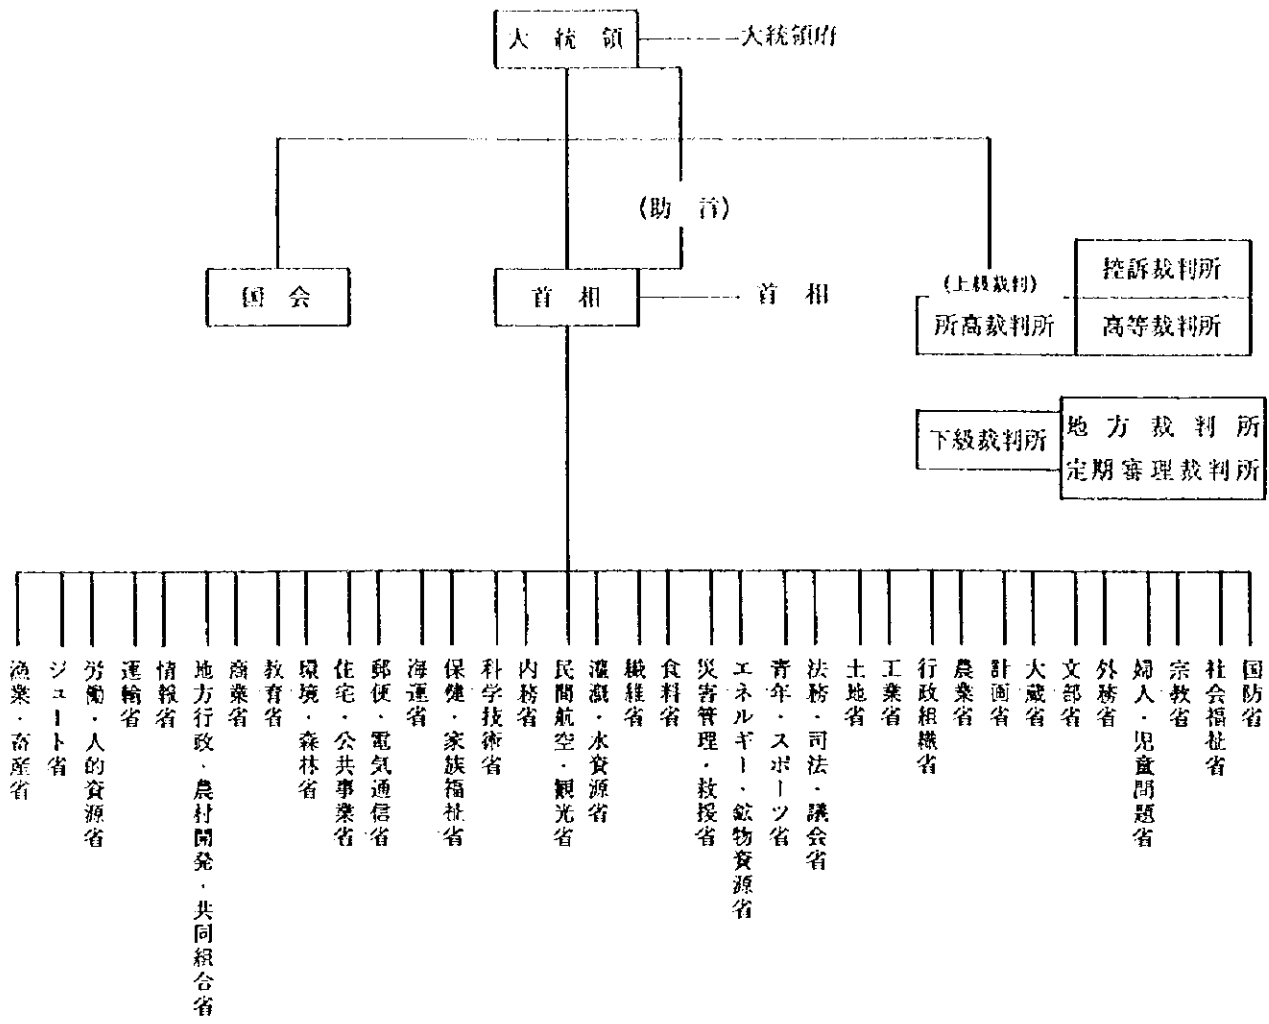 大統領
大統領府
(助言)
国会
首相
首相
(上級裁判)
所高裁判所
控訴裁判所
高等裁判所
下級裁判所
地方裁判所
定期審理裁判所
漁業・畜産省
ジュート省
労働・人的資源省
運輸省
情報省
地方行政・農村開発・共同組合省
商業省
教育省
環境・森林省
住宅・公共事業省
郵便・電気通信省
海運省
保健・家族福祉省
科学技術省
内務省
民間航空・観光省
灌漑・水資源省
繊維省
食料省
災害管理・救援省
エネルギー・鉱物資源省
青年・スポーツ省
法務・司法・議会省
土地省
工業省
行政組織省
農業省
計画省
大蔵省
文部省
外務省
婦人・児童問題省
宗教省
社会福祉省
国防省